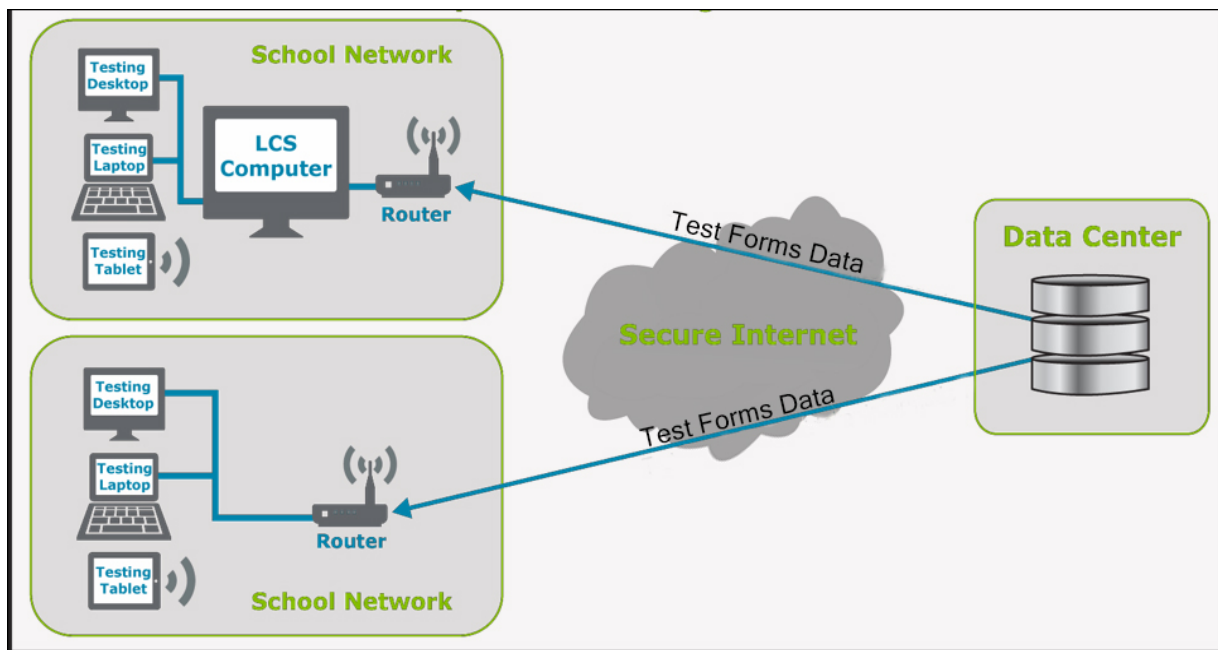 School Network
Testing
Desktop
Testing
Laptop
LCS
Computer
Router
Testing
Tablet
Test Forms Data
Secure Internet
Data Center
Test Forms Data
Testing
Desktop
Testing
Laptop
Router
Testing
Tablet
School Network